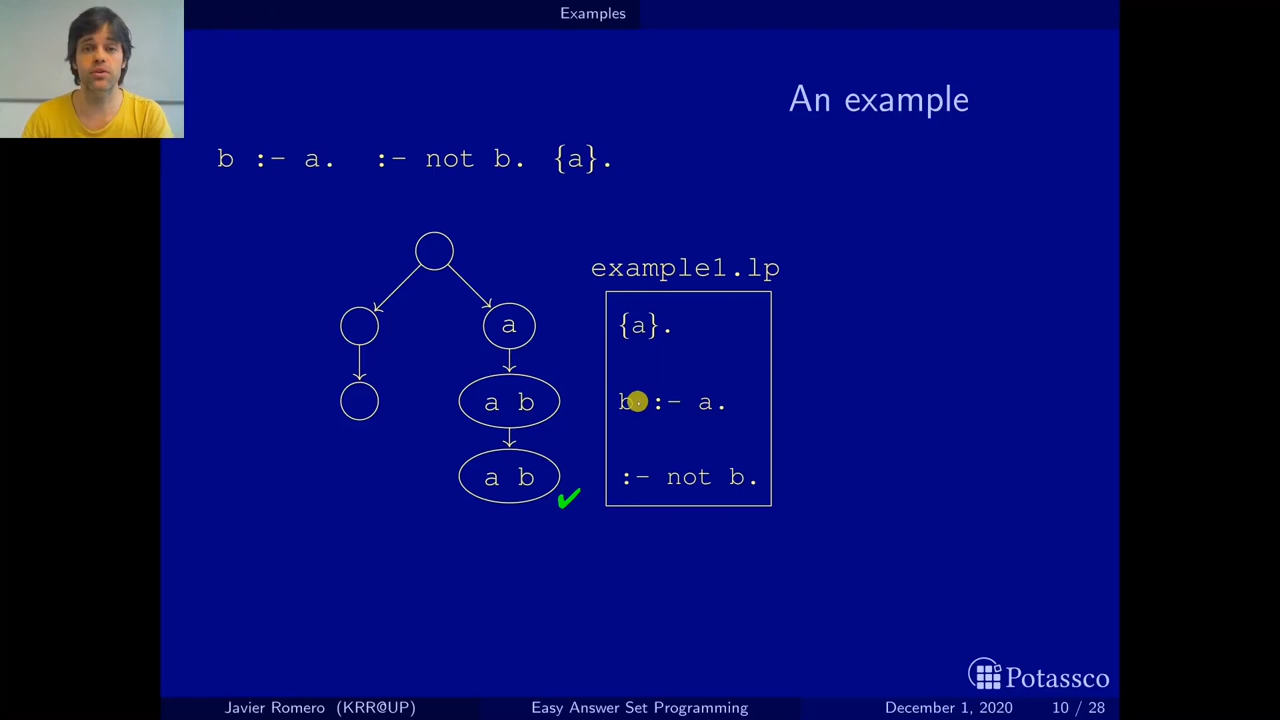 Examples
An example
b :- a. :- not b. {a}.
example1.lp
{a}.
a
a b
b :- a.
a b
:- not b.
Potassco
Javier Romero (KRR@UP) Easy Answer Set Programming December 1, 2020 10 / 28